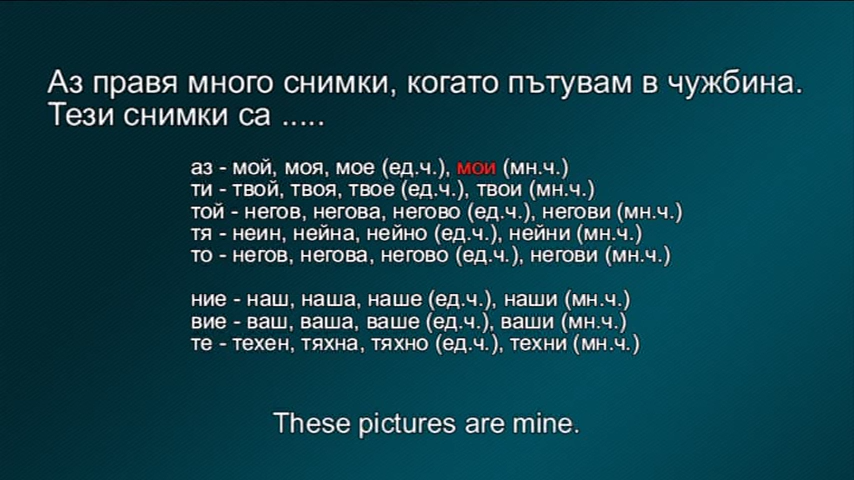 Аз правя много снимки, когато пътувам в чужбина.
Тези снимки са .....
аз - мой, моя, мое (ед.ч.), мои (мн.ч.)
ти - твой, твоя, твое (ед.ч.), твои (мн.ч.)
той - негов, негова, негово (ед.ч.), негови (мн.ч.)
тя - неин, нейна, нейно (ед.ч.), нейни (мн.ч.)
то - негов, негова, негово (ед.ч.), негови (мн.ч.)
ние - наш, наша, наше (ед.ч.), наши (мн.ч.)
вие - ваш, ваша, ваше (ед.ч.), ваши (мн.ч.)
те - техен, тяхна, тяхно (ед.ч.), техни (мн.ч.)
These pictures are mine.